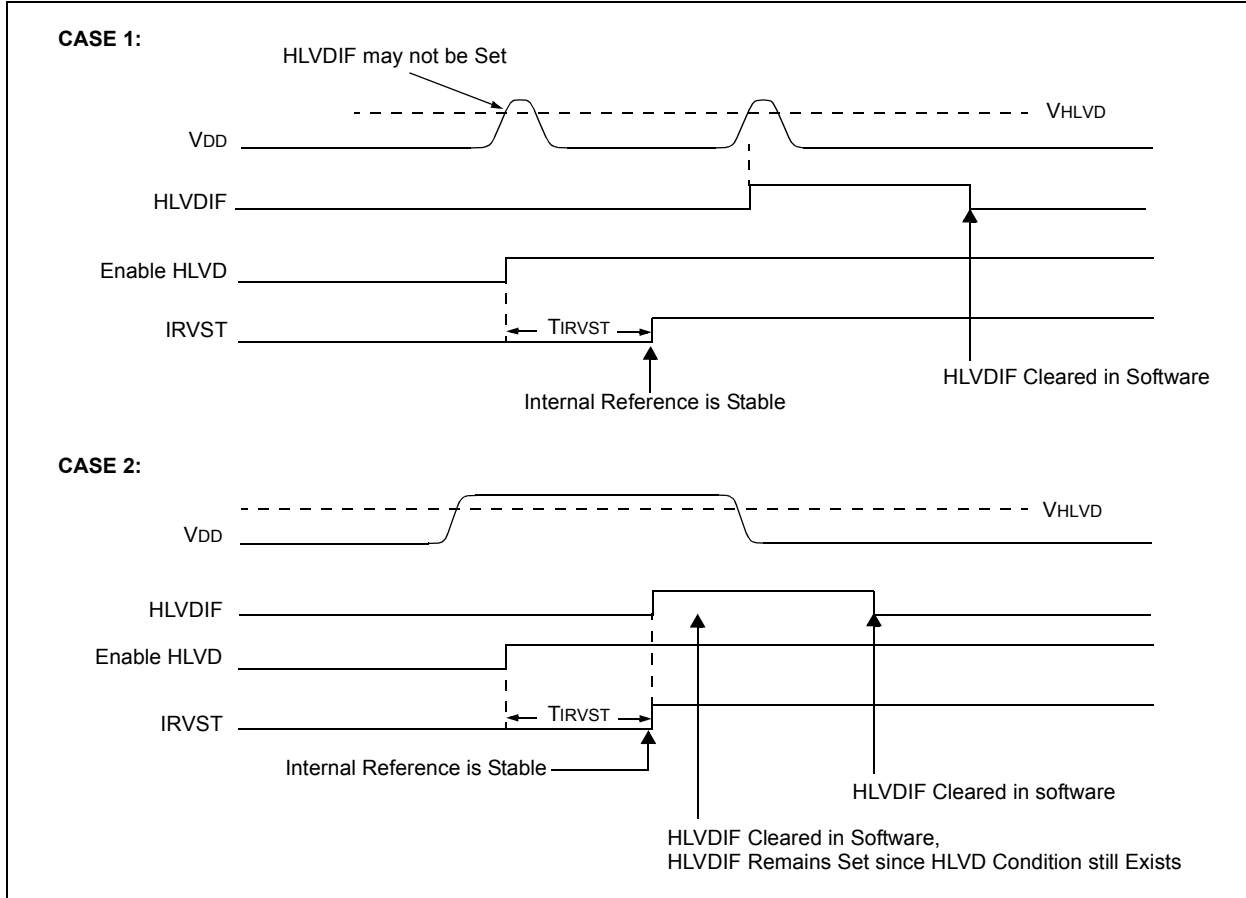 CASE 1:
HLVDIF may not be Set
VHLVD
VDD
HLVDIF
Enable HLVD
TIRVST
IRVST
HLVDIF Cleared in Software
Internal Reference is Stable
CASE 2:
VHLVD
VDD
HLVDIF
Enable HLVD
TIRVST
IRVST
Internal Reference is Stable
HLVDIF Cleared in software
HLVDIF Cleared in Software,
HLVDIF Remains Set since HLVD Condition still Exists